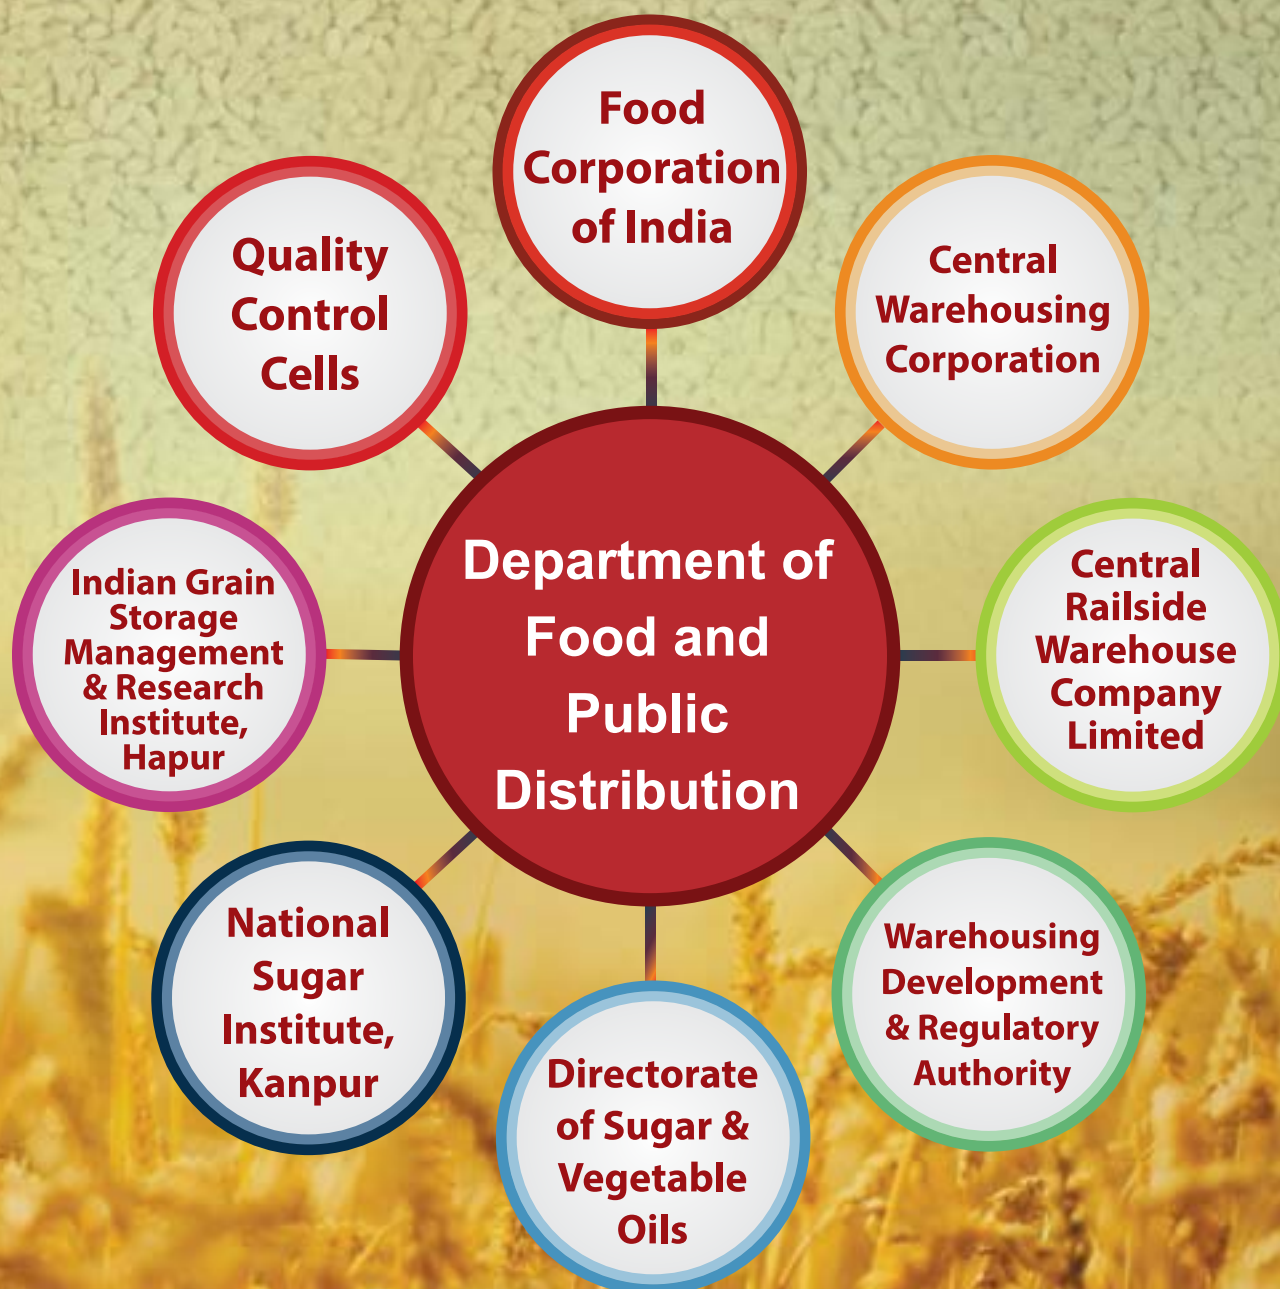 Food
Corporation
of India
Central
Warehousing
Corporation
Central
Railside
Warehouse
Company
Limited
Warehousing
Development
& Regulatory
Authority
Directorate
of Sugar &
Vegetable
Oils
National
Sugar
Institute,
Kanpur
Indian Grain
Storage
Management
& Research
Institute,
Hapur
Quality
Control
Cells
Department of
Food and
Public
Distribution